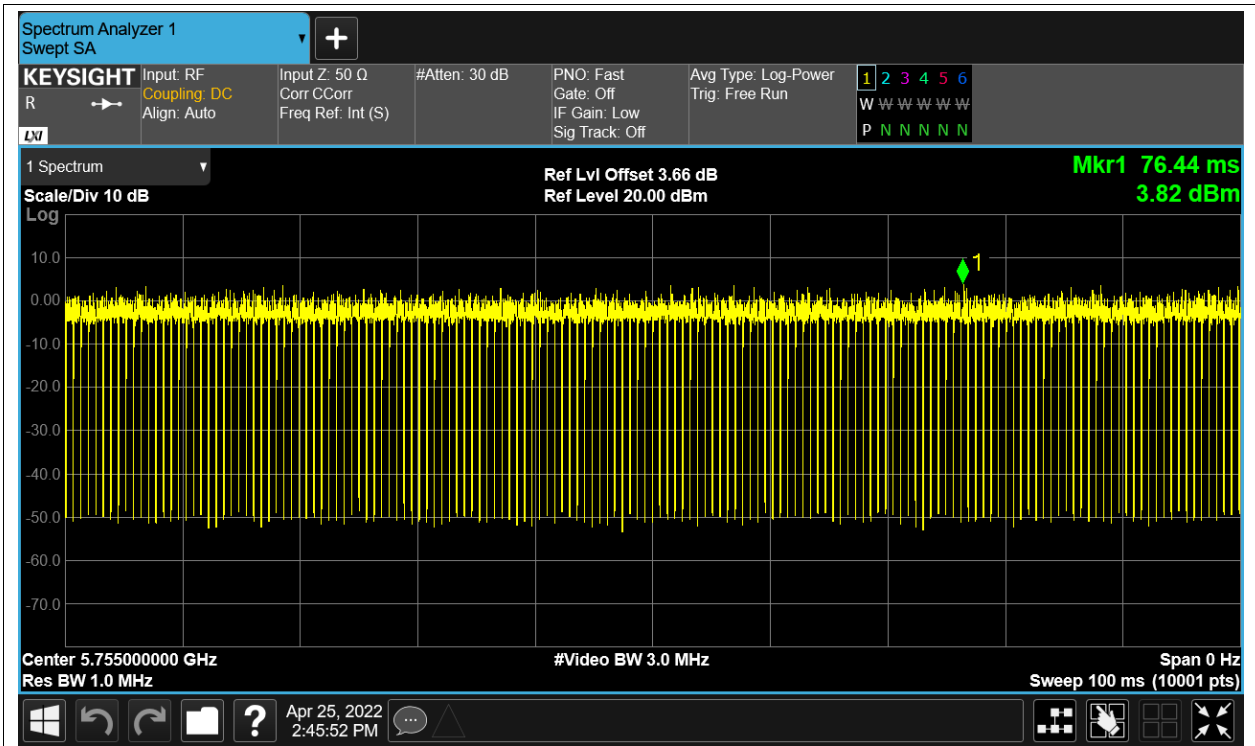 Spectrum Analyzer 1
Swept SA
KEYSIGHT
R
LXI
Input: RF
Coupling: DC
Align: Auto
Input Z: 50 Ω
Corr CCorr
Freq Ref: Int (S)
#Atten: 30 dB
PNO: Fast
Gate: Off
IF Gain: Low
Sig Track: Off
Avg Type: Log-Power
Trig: Free Run
1 2 3 4 5 6
W W W W W W
P N N N N N
1 Spectrum
Scale/Div 10 dB
Ref Lvl Offset 3.66 dB
Ref Level 20.00 dBm
Mkr1 76.44 ms
3.82 dBm
Log
1
10.0
0.00
-10.0
-20.0
-30.0
-40.0
-50.0
-60.0
-70.0
Center 5.755000000 GHz
Res BW 1.0 MHz
#Video BW 3.0 MHz
Span 0 Hz
Sweep 100 ms (10001 pts)
?
Apr 25, 2022
2:45:52 PM